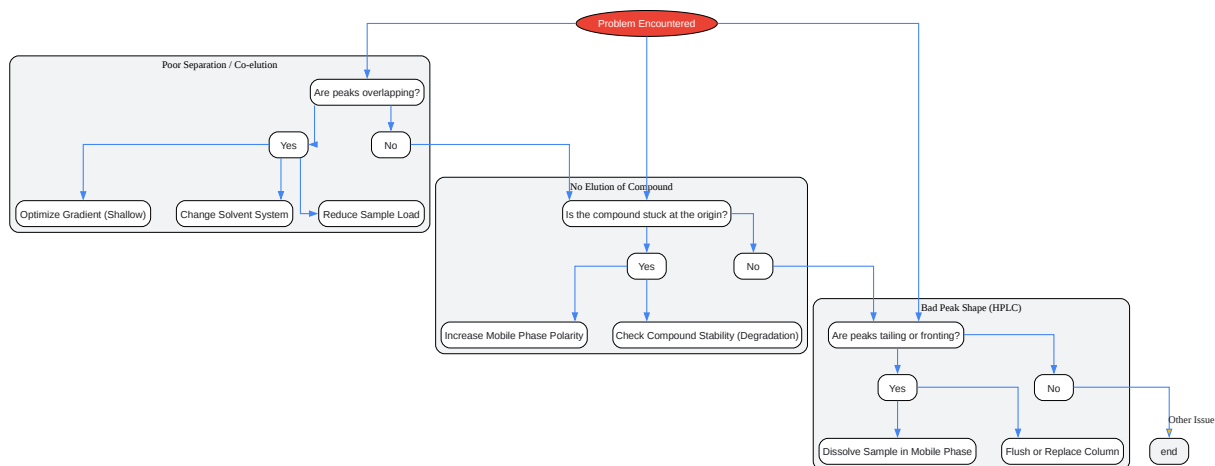 Problem Encountered
Poor Separation / Co-elution
Are peaks overlapping?
Yes
No
Optimize Gradient (Shallow)
Change Solvent System
Reduce Sample Load
No Elution of Compound
Is the compound stuck at the origin?
Yes
No
Increase Mobile Phase Polarity
Check Compound Stability (Degradation)
Bad Peak Shape (HPLC)
Are peaks tailing or fronting?
Yes
No
Other Issue
Dissolve Sample in Mobile Phase
Flush or Replace Column
end